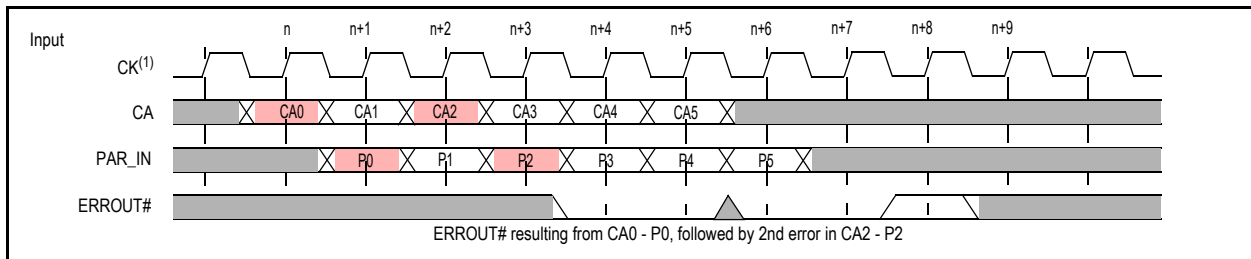 Input
n n+1 n+2 n+3 n+4 n+5 n+6 n+7 n+8 n+9
CK(1)
CA CA0 CA1 CA2 CA3 CA4 CA5
PAR_IN P0 P1 P2 P3 P4 P5
ERROUT#
ERROUT# resulting from CA0 - P0, followed by 2nd error in CA2 - P2